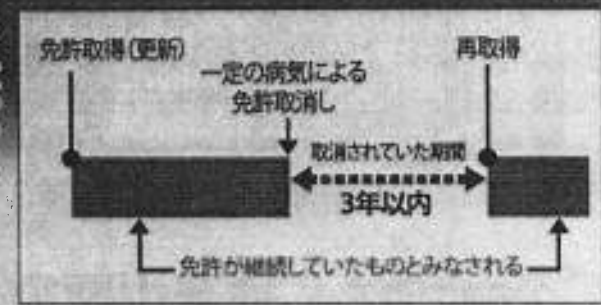 免許取得(更新)
一定の病気による
免許取消し
再取得
取消されていた期間
3年以内
免許が継続していたものとみなされる